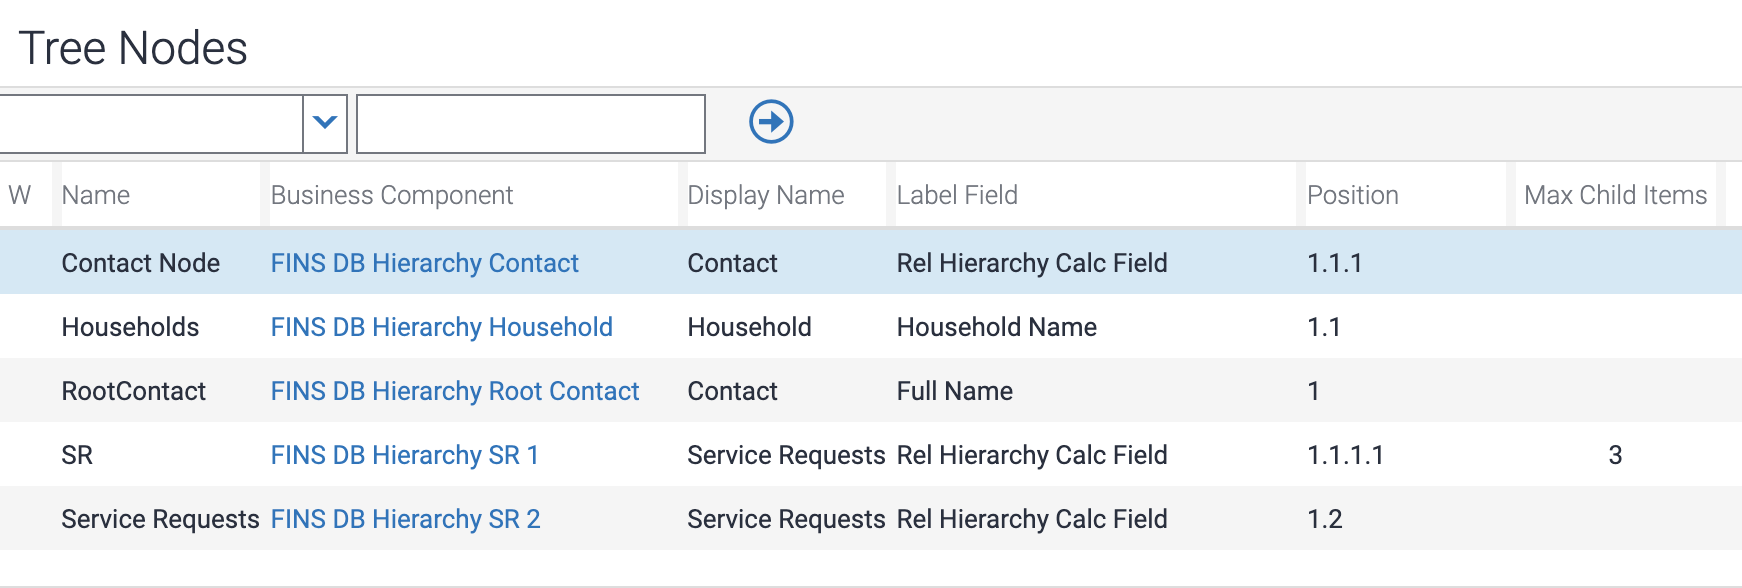 Tree Nodes
W Name Business Component Display Name Label Field Position Max Child Items
Contact Node FINS DB Hierarchy Contact Contact Rel Hierarchy Calc Field 1.1.1
Households FINS DB Hierarchy Household Household Household Name 1.1
RootContact FINS DB Hierarchy Root Contact Contact Full Name 1
SR FINS DB Hierarchy SR 1 Service Requests Rel Hierarchy Calc Field 1.1.1.1 3
Service Requests FINS DB Hierarchy SR 2 Service Requests Rel Hierarchy Calc Field 1.2